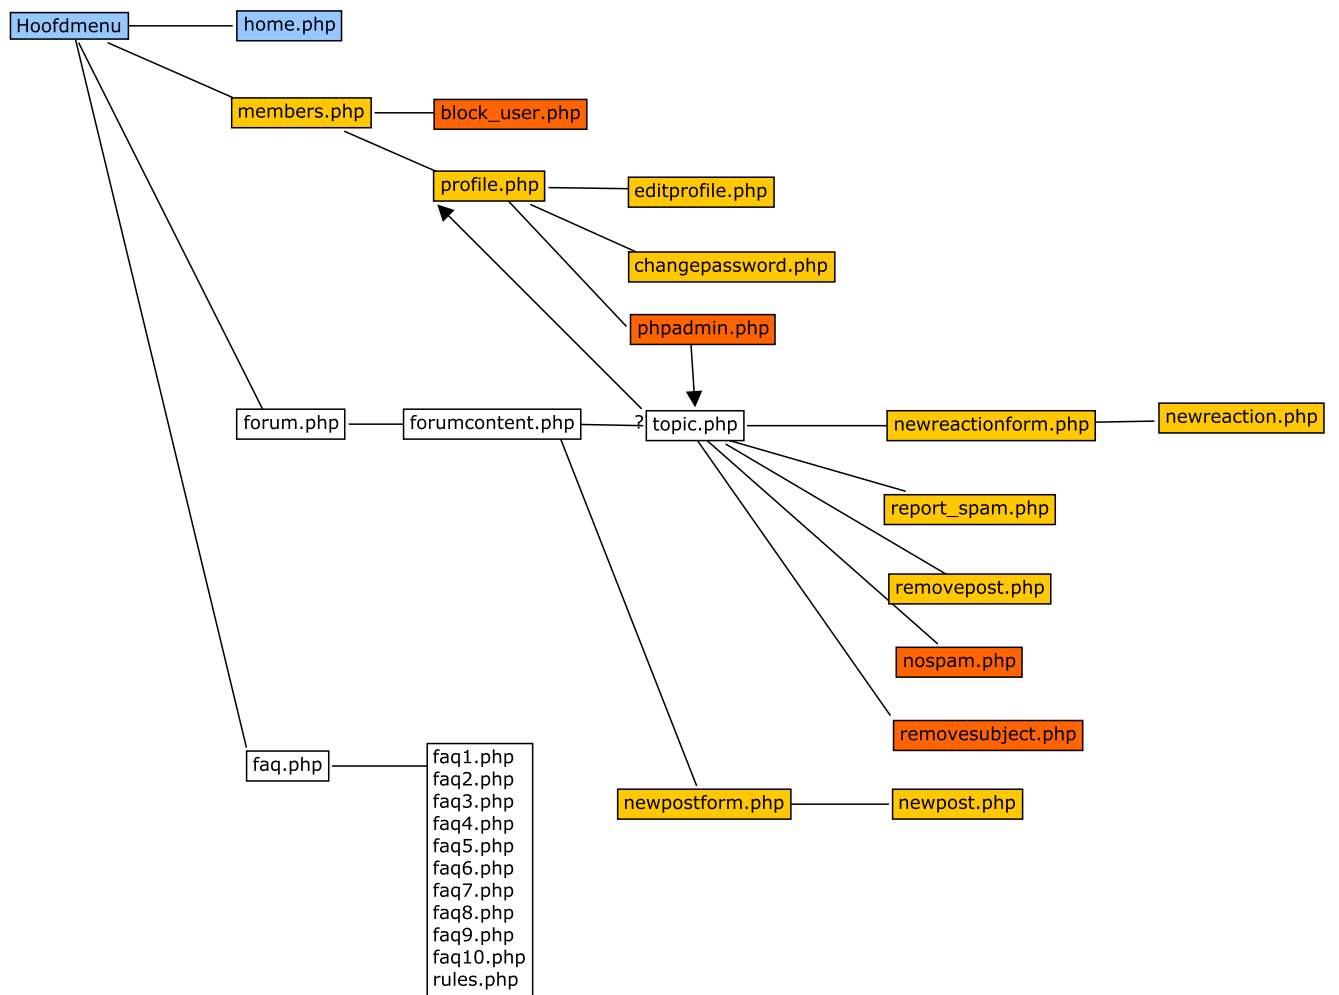 Hoofdmenu
home.php
members.php
block_user.php
profile.php
editprofile.php
changepassword.php
phpadmin.php
forum.php
forumcontent.php
?
topic.php
newreactionform.php
newreaction.php
report_spam.php
removepost.php
nospam.php
removesubject.php
faq.php
faq1.php
faq2.php
faq3.php
faq4.php
faq5.php
faq6.php
faq7.php
faq8.php
faq9.php
faq10.php
rules.php
newpostform.php
newpost.php